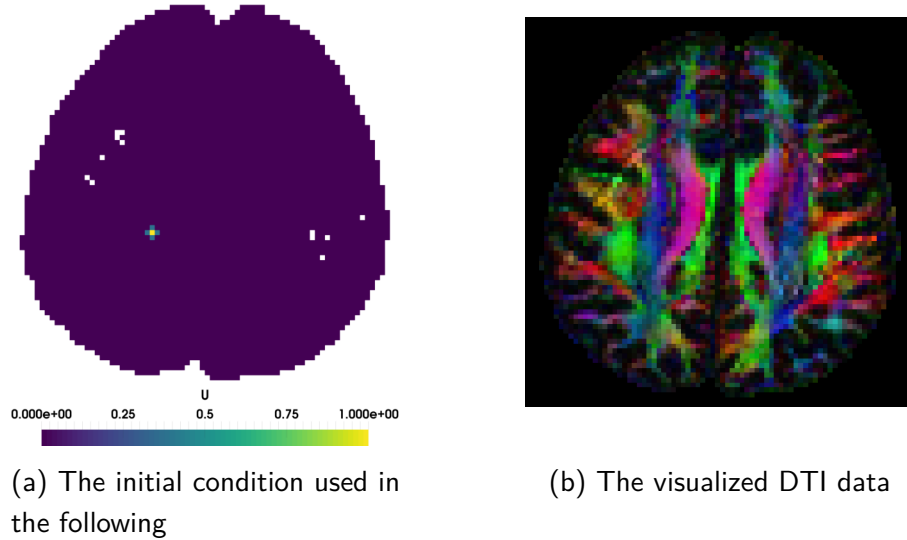 U
0.000e+00 0.25 0.5 0.75 1.000e+00
(a) The initial condition used in
the following
(b) The visualized DTI data